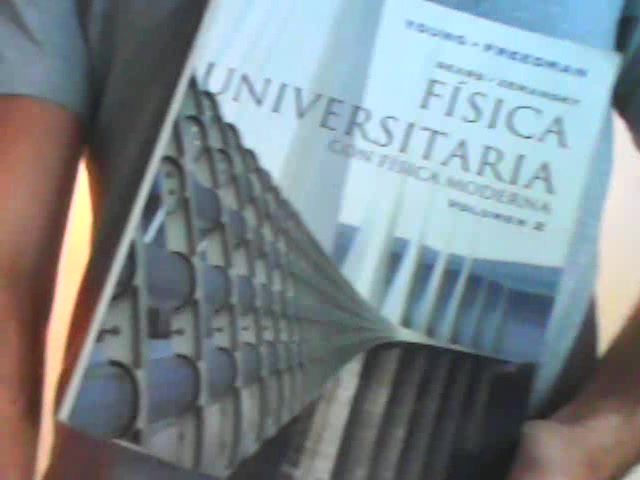 YOUNG • FREEDMAN
SEARS • ZEMANSKY
FÍSICA
UNIVERSITARIA
CON FÍSICA MODERNA
VOLUMEN 2